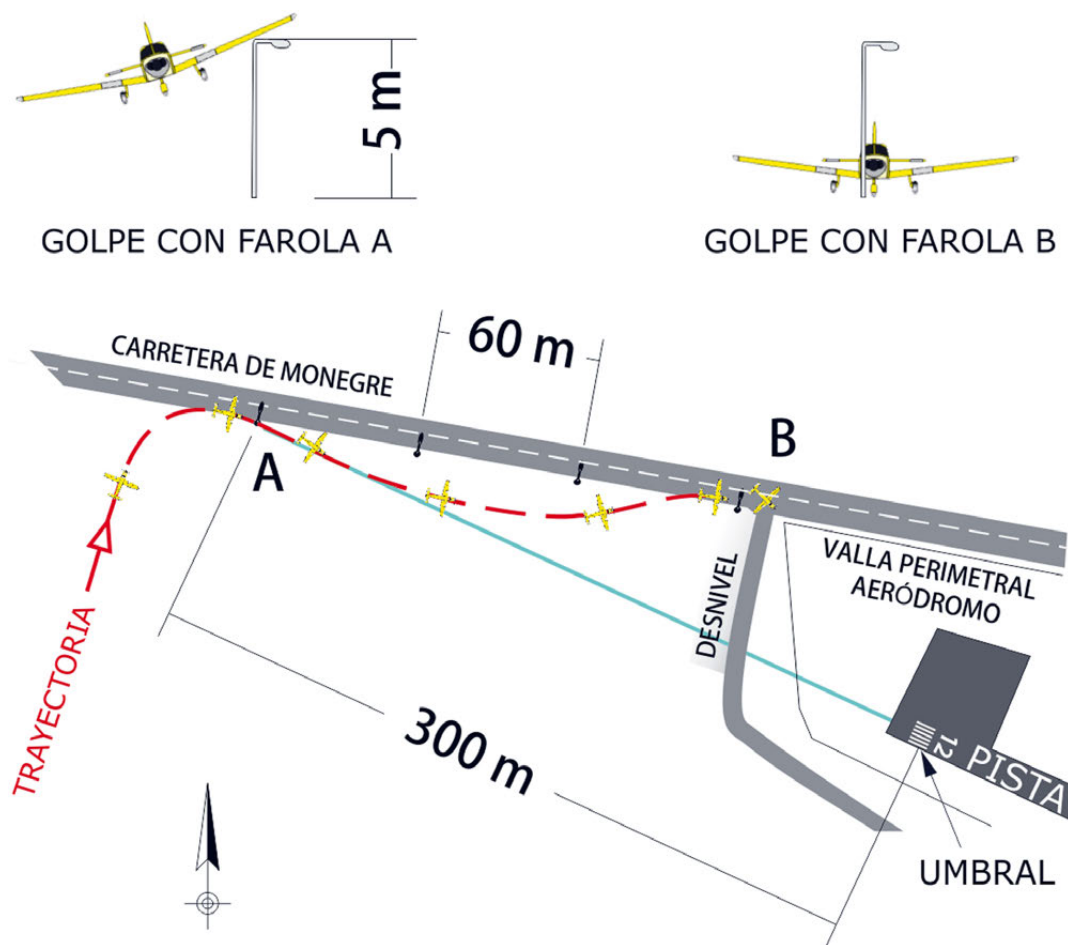 5 m
GOLPE CON FAROLA A
GOLPE CON FAROLA B
60 m
CARRETERA DE MONEGRE
A
B
VALLA PERIMETRAL
AERÓDROMO
DESNIVEL
TRAYECTORIA
300 m
12 PISTA
UMBRAL